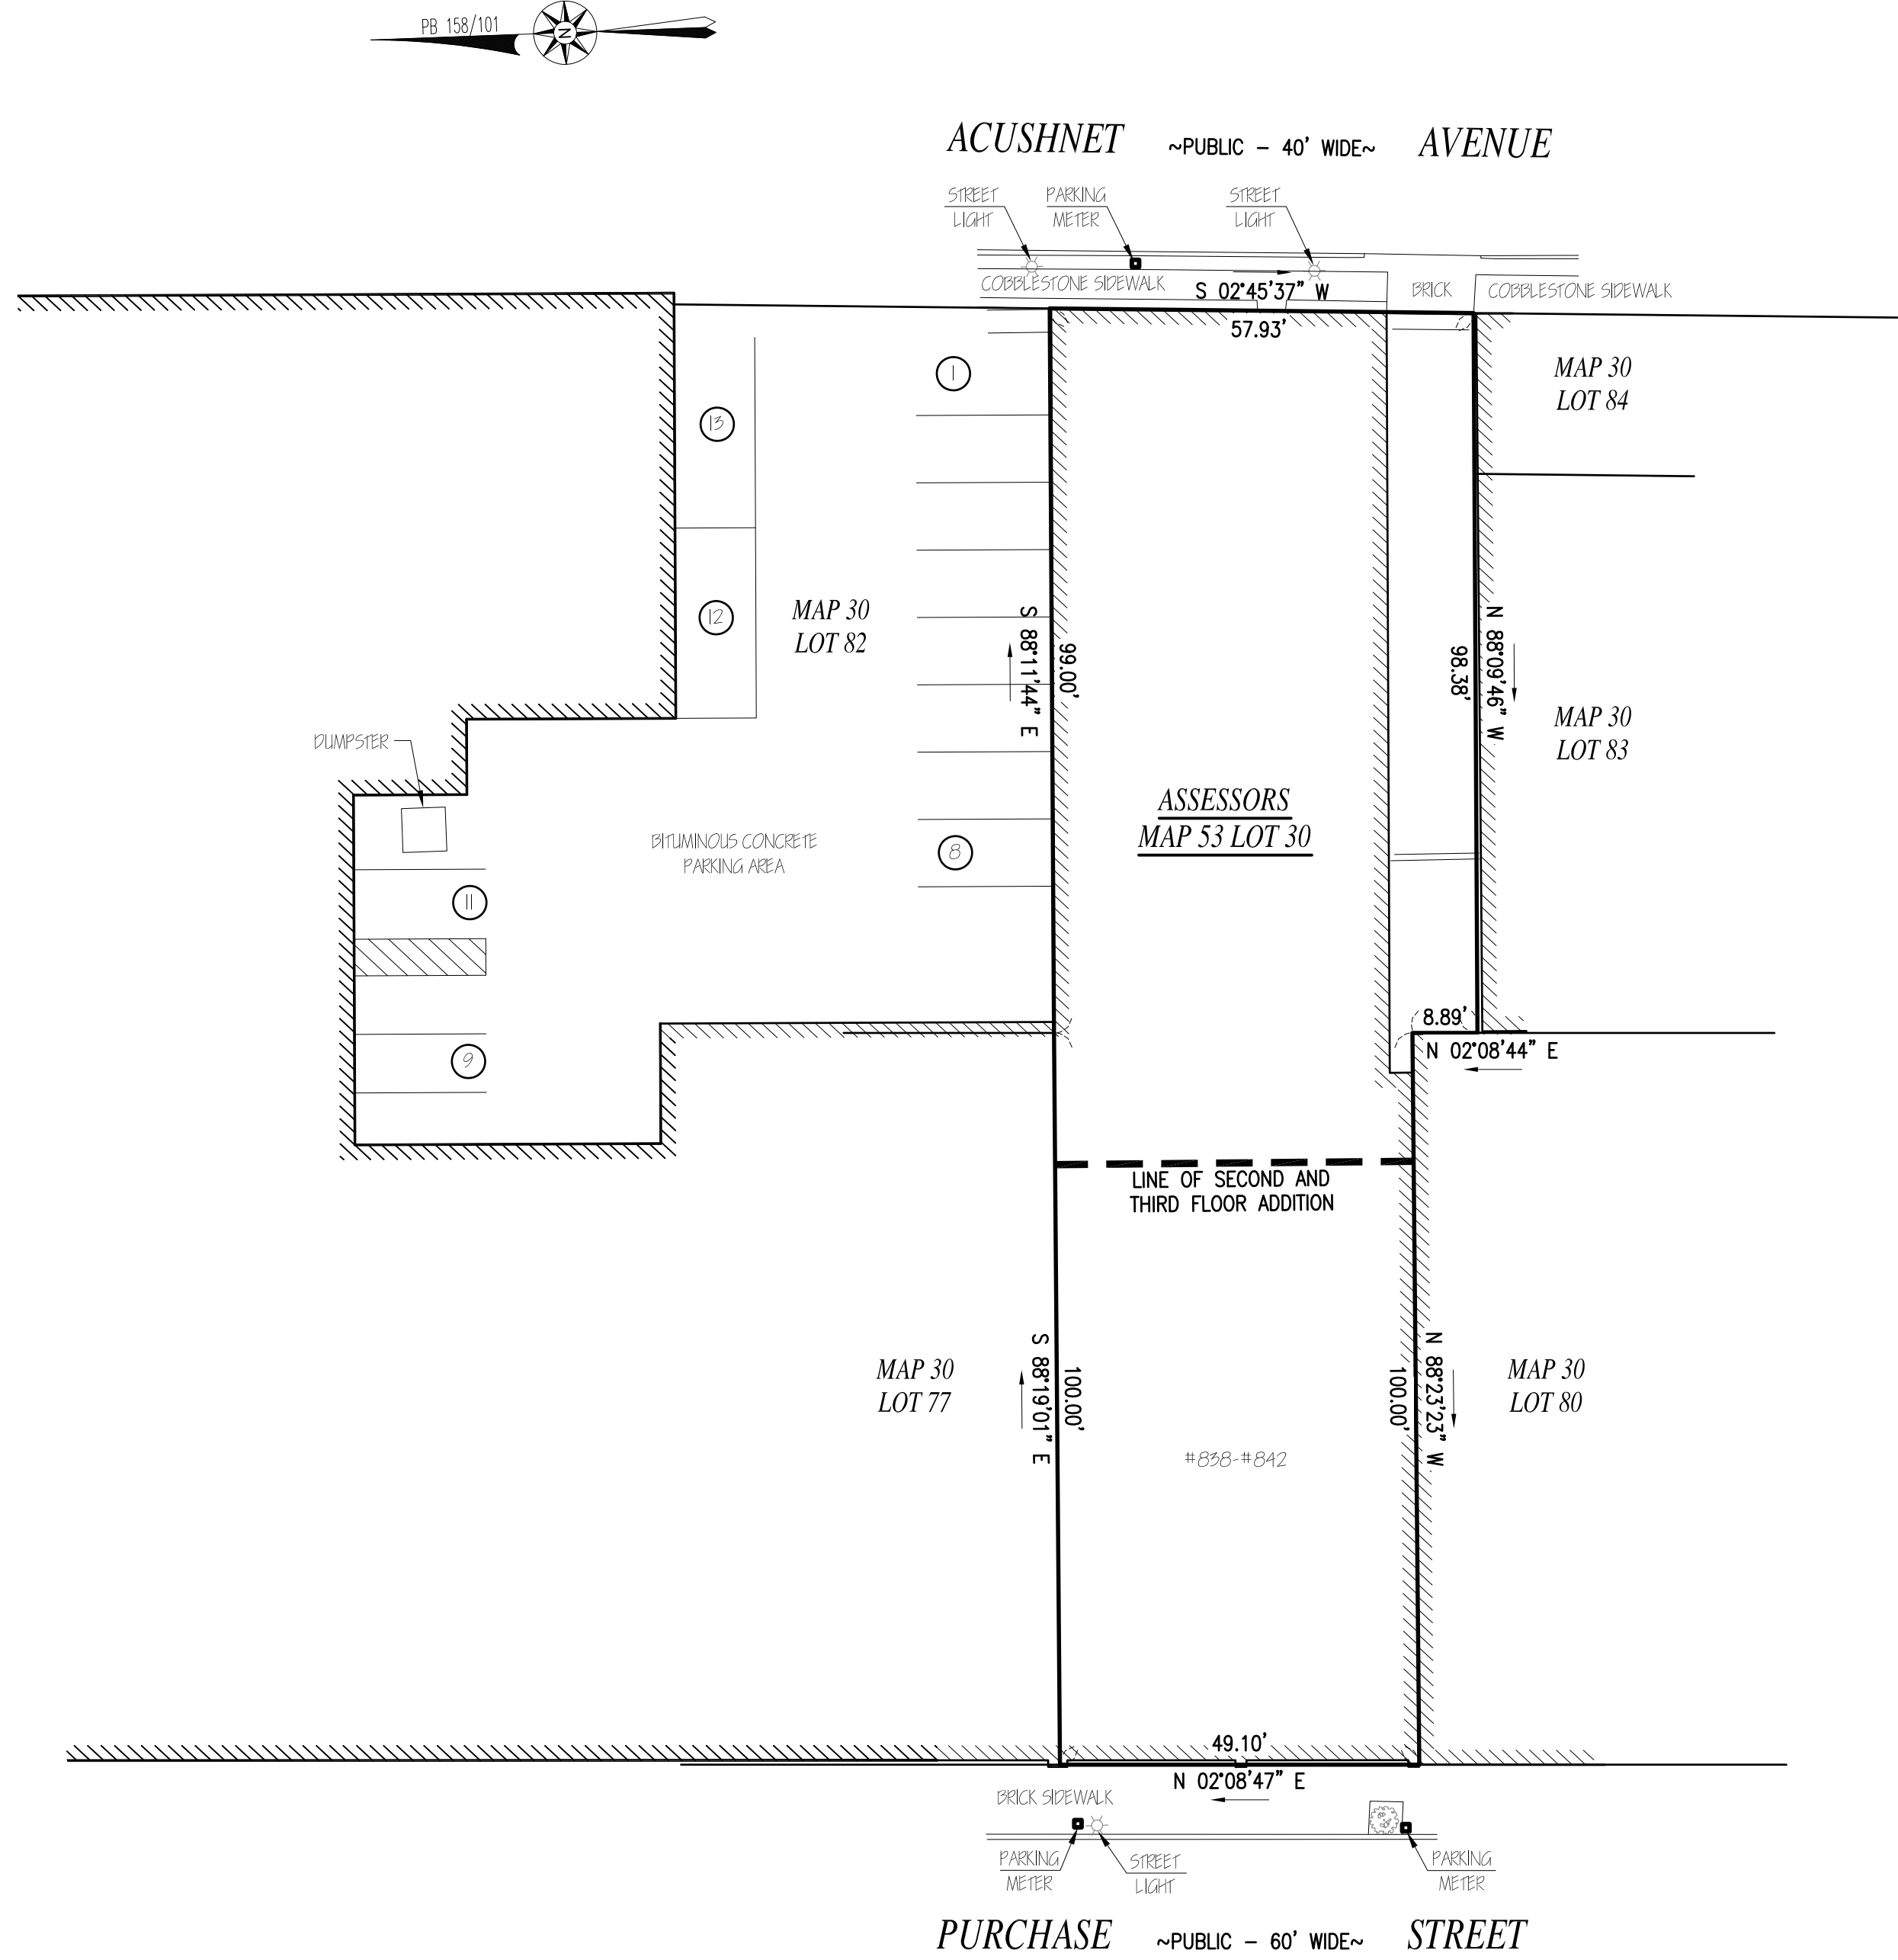 PB 158/101
N
ACUSHNET ~PUBLIC - 40' WIDE~ AVENUE
STREET
LIGHT
PARKING
METER
STREET
LIGHT
COBBLESTONE SIDEWALK
S 02°45'37" W
BRICK
COBBLESTONE SIDEWALK
57.93'
1
13
MAP 30
LOT 84
12
MAP 30
LOT 82
S 88°11'44" E
99.00'
98.38'
N 88°09'46" W
MAP 30
LOT 83
DUMPSTER
ASSESSORS
MAP 53 LOT 30
BITUMINOUS CONCRETE
PARKING AREA
8
11
9
8.89'
N 02°08'44" E
LINE OF SECOND AND
THIRD FLOOR ADDITION
MAP 30
LOT 77
S 88°19'01" E
100.00'
100.00'
N 88°23'23" W
MAP 30
LOT 80
#838-#842
49.10'
N 02°08'47" E
BRICK SIDEWALK
PARKING
METER
STREET
LIGHT
PARKING
METER
PURCHASE ~PUBLIC - 60' WIDE~ STREET